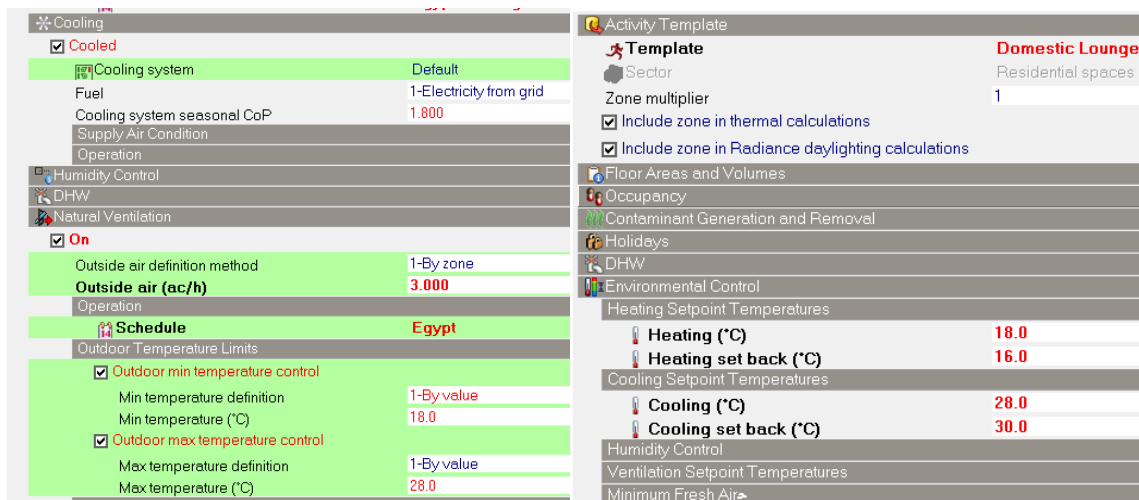 Cooling
Cooled
Cooling system Default
Fuel 1-Electricity from grid
Cooling system seasonal CoP 1.800
Supply Air Condition
Operation
Humidity Control
DHW
Natural Ventilation
On
Outside air definition method 1-By zone
Outside air (ac/h) 3.000
Operation
Schedule Egypt
Outdoor Temperature Limits
Outdoor min temperature control
Min temperature definition 1-By value
Min temperature (°C) 18.0
Outdoor max temperature control
Max temperature definition 1-By value
Max temperature (°C) 28.0
Activity Template
Template Domestic Lounge
Sector Residential spaces
Zone multiplier 1
Include zone in thermal calculations
Include zone in Radiance daylighting calculations
Floor Areas and Volumes
Occupancy
Contaminant Generation and Removal
Holidays
DHW
Environmental Control
Heating Setpoint Temperatures
Heating (°C) 18.0
Heating set back (°C) 16.0
Cooling Setpoint Temperatures
Cooling (°C) 28.0
Cooling set back (°C) 30.0
Humidity Control
Ventilation Setpoint Temperatures
Minimum Fresh Air